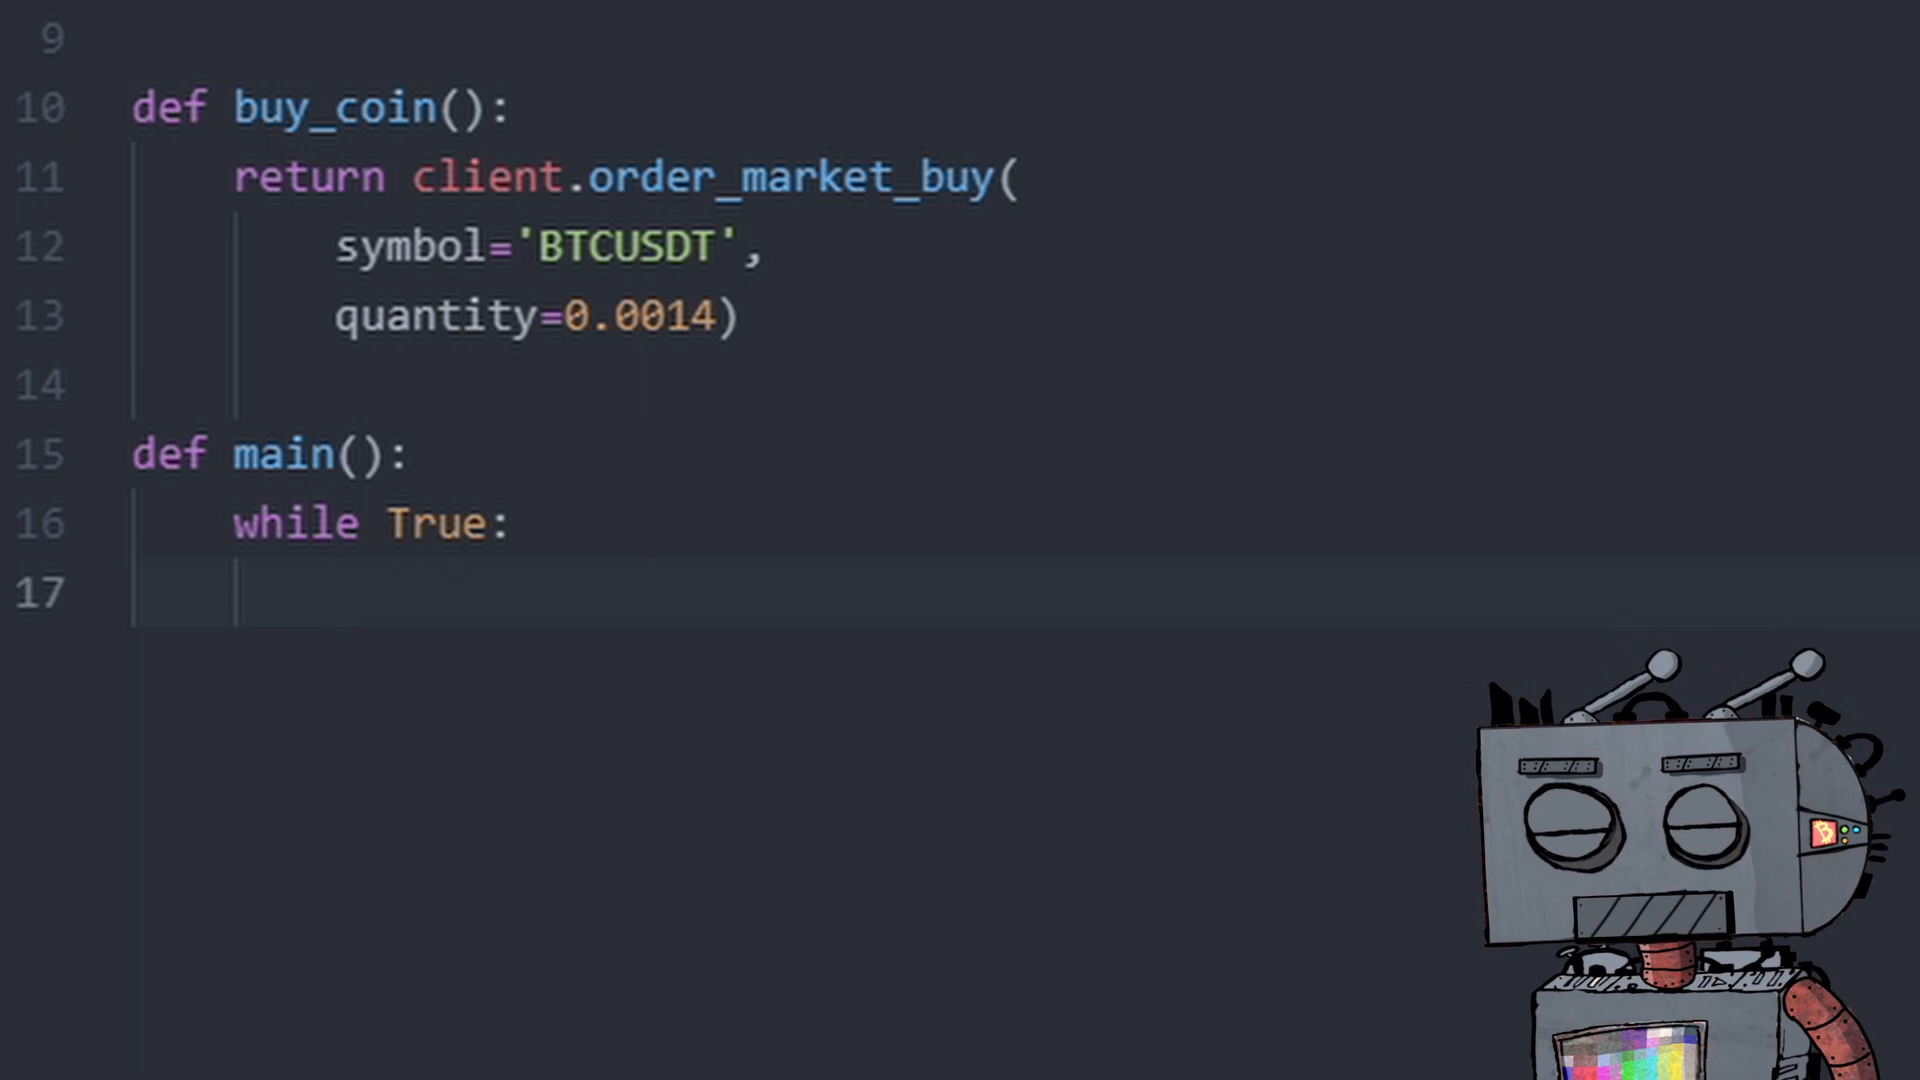 9
10 def buy_coin():
11     return client.order_market_buy(
12         symbol='BTCUSDT',
13         quantity=0.0014)
14
15 def main():
16     while True:
17